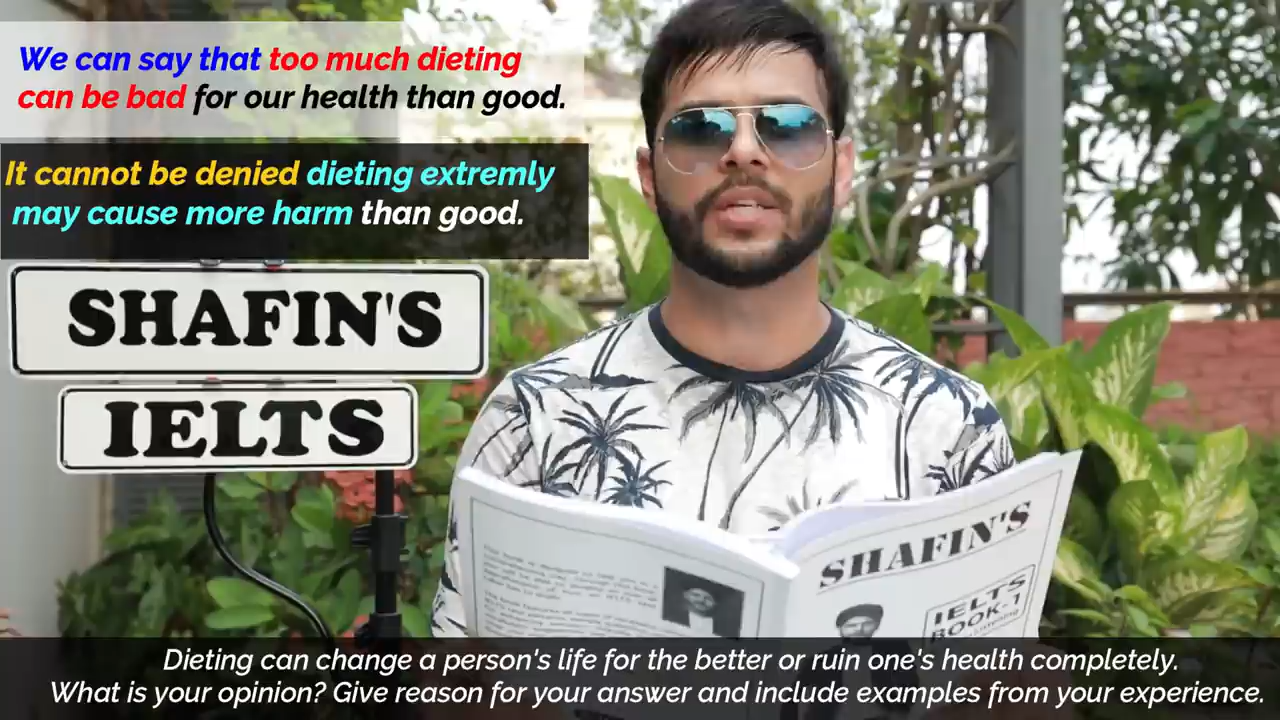 We can say that too much dieting
can be bad for our health than good.
It cannot be denied dieting extremly
may cause more harm than good.
SHAFIN'S
IELTS
SHAFIN'S
IELTS
BOOK-1
Dieting can change a person's life for the better or ruin one's health completely.
What is your opinion? Give reason for your answer and include examples from your experience.